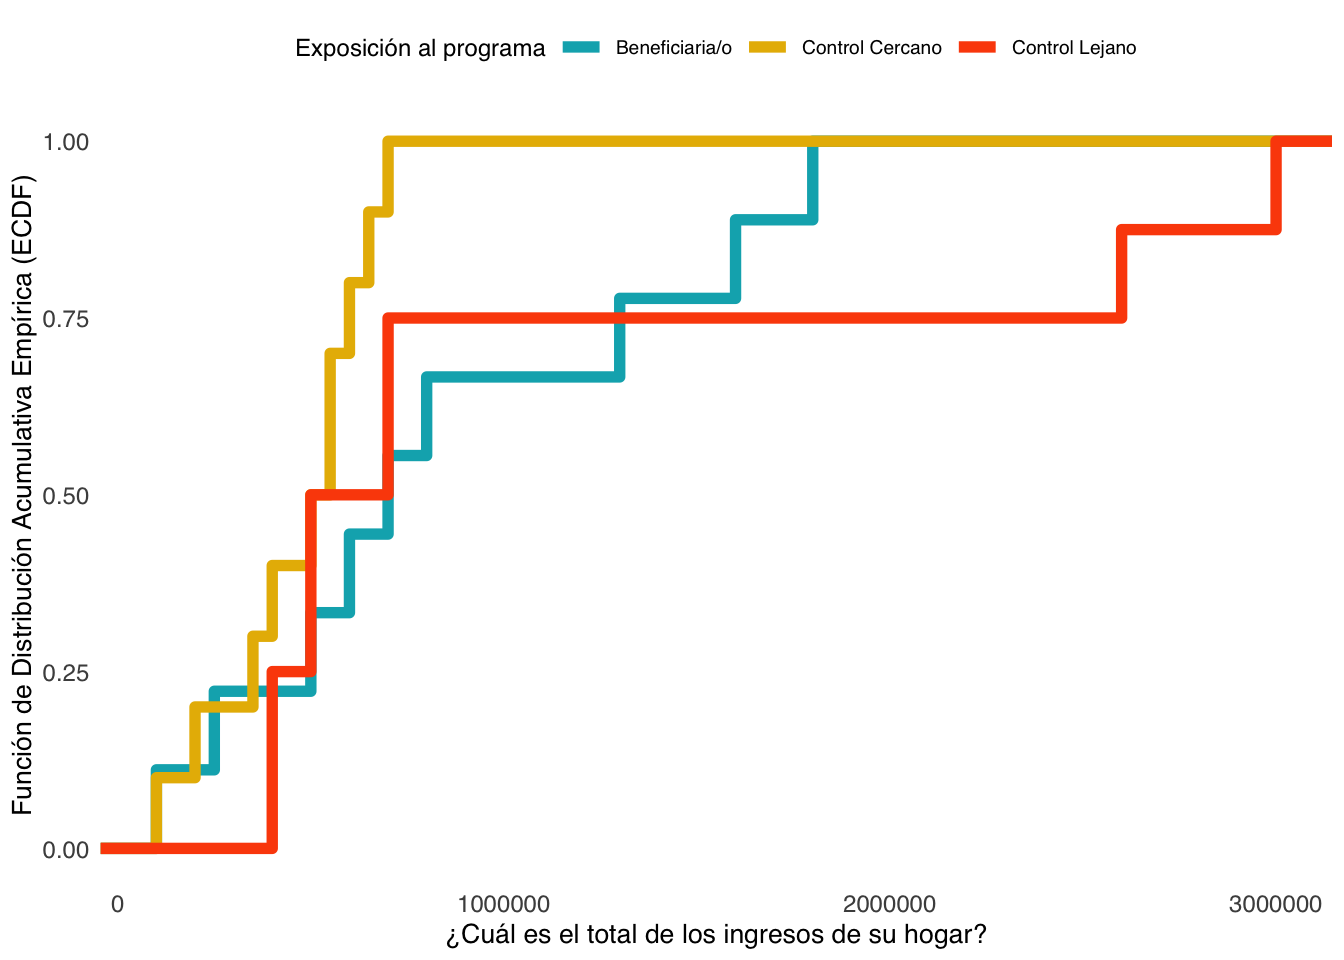 Exposición al programa Beneficiaria/o Control Cercano Control Lejano
Función de Distribución Acumulativa Empírica (ECDF)
1.00
0.75
0.50
0.25
0.00
0 1000000 2000000 3000000
¿Cuál es el total de los ingresos de su hogar?